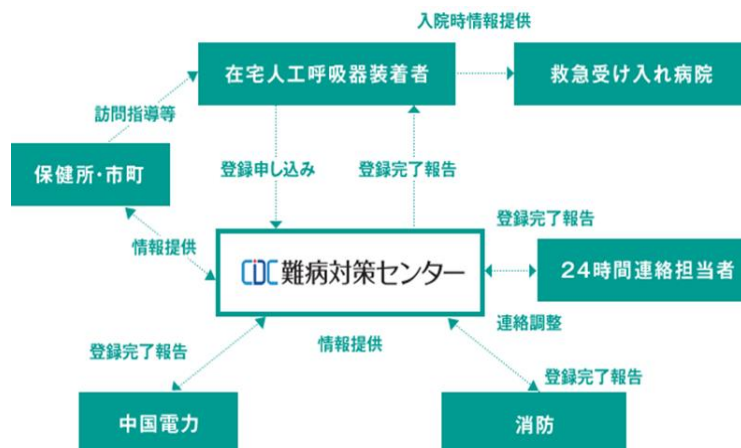 入院時情報提供
在宅人工呼吸器装着者
救急受け入れ病院
訪問指導等
保健所・市町
登録申し込み
登録完了報告
登録完了報告
情報提供
CIDC難病対策センター
24時間連絡担当者
連絡調整
情報提供
登録完了報告
登録完了報告
中国電力
消防